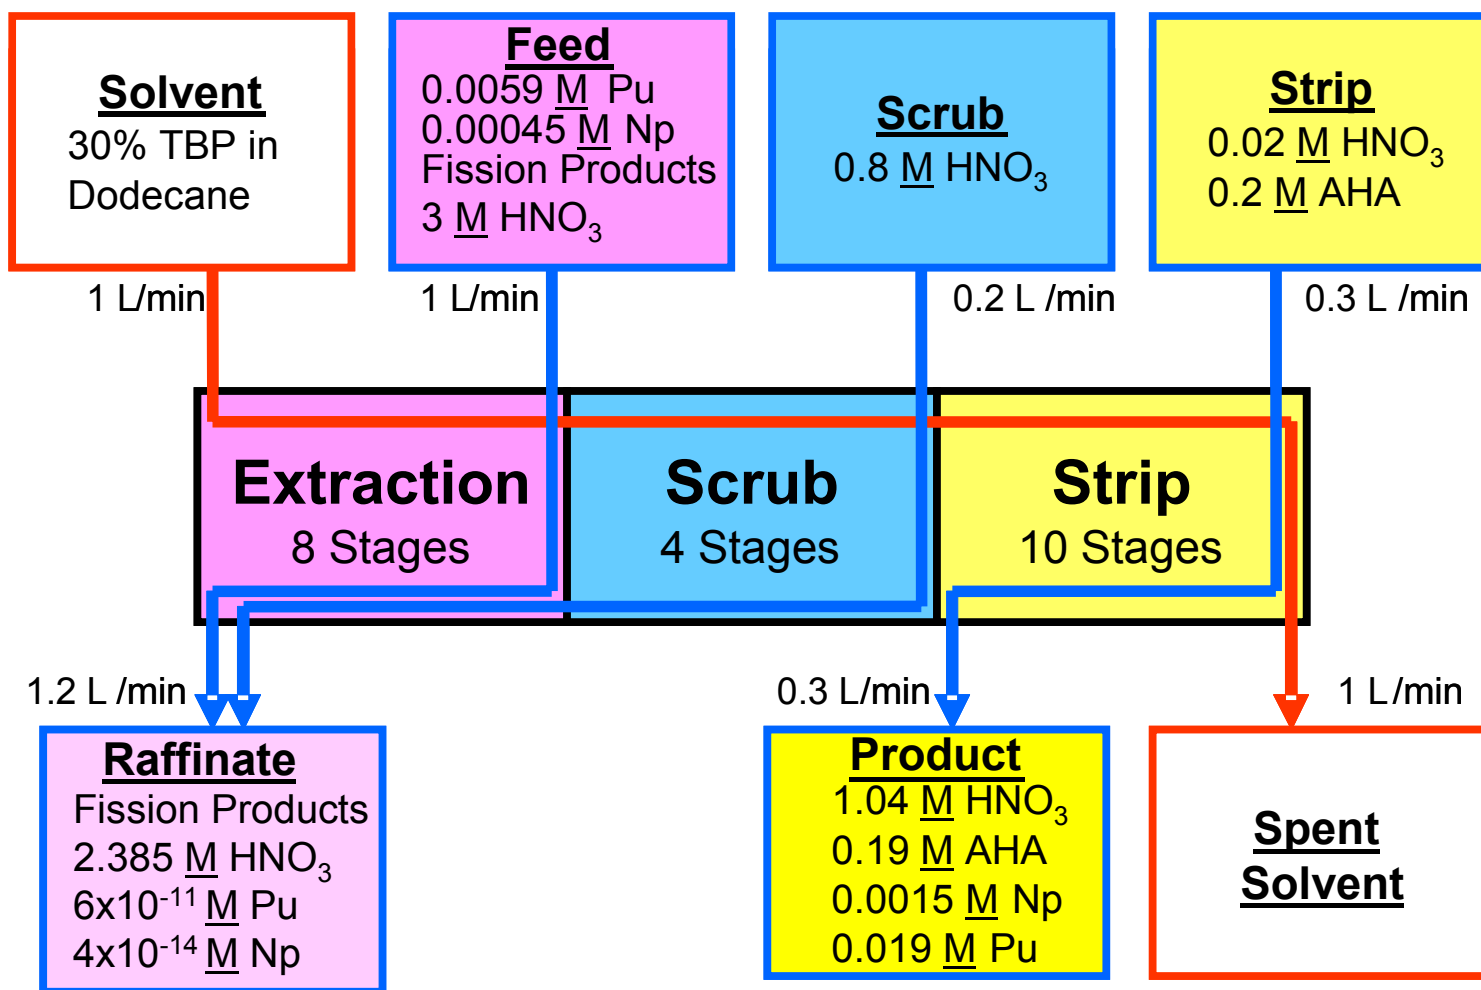 Solvent
30% TBP in
Dodecane
Feed
0.0059 M Pu
0.00045 M Np
Fission Products
3 M HNO₃
Scrub
0.8 M HNO₃
Strip
0.02 M HNO₃
0.2 M AHA
1 L/min
1 L/min
0.2 L /min
0.3 L /min
Extraction
8 Stages
Scrub
4 Stages
Strip
10 Stages
1.2 L /min
0.3 L/min
1 L /min
Raffinate
Fission Products
2.385 M HNO₃
6x10⁻¹¹ M Pu
4x10⁻¹⁴ M Np
Product
1.04 M HNO₃
0.19 M AHA
0.0015 M Np
0.019 M Pu
Spent
Solvent